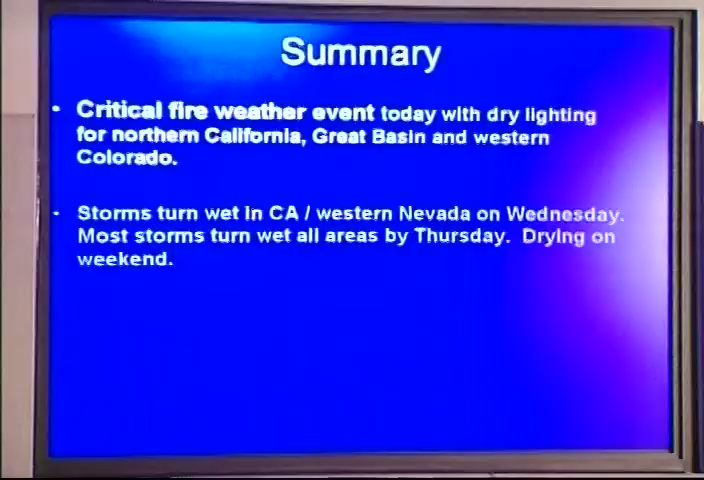 Summary
• Critical fire weather event today with dry lighting
for northern California, Great Basin and western
Colorado.
• Storms turn wet in CA / western Nevada on Wednesday.
Most storms turn wet all areas by Thursday. Drying on
weekend.